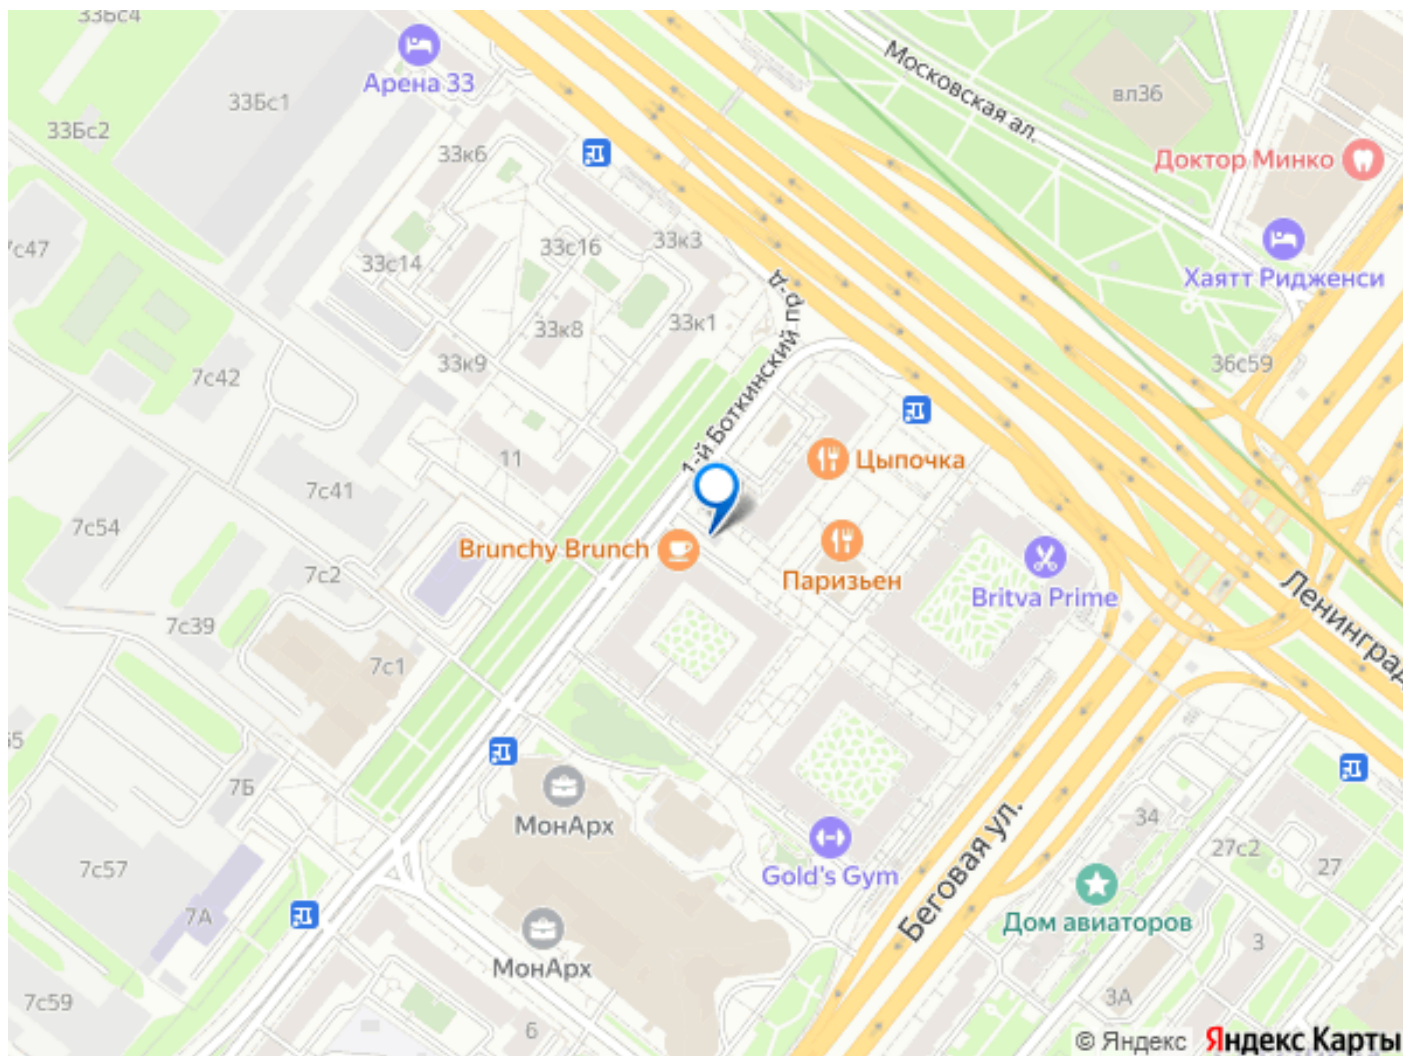 33Бс4
Арена 33
33Бс1
33Бс2
33к6
Московская ал.
вл36
Доктор Минко
Хаятт Ридженси
7с47
33с14
33с16
33к3
33к8
33к1
33к9
7с42
1-й Боткинский пр-д
36с59
11
7с41
7с54
7с2
7с39
7с1
Цыпочка
Brunchy Brunch
Паризьен
Britva Prime
Ленинград
7Б
МонАрх
7с57
7А
Gold's Gym
Беговая ул.
34
27с2
27
Дом авиаторов
МонАрх
3
3А
7с59
6
© Яндекс Яндекс Карты